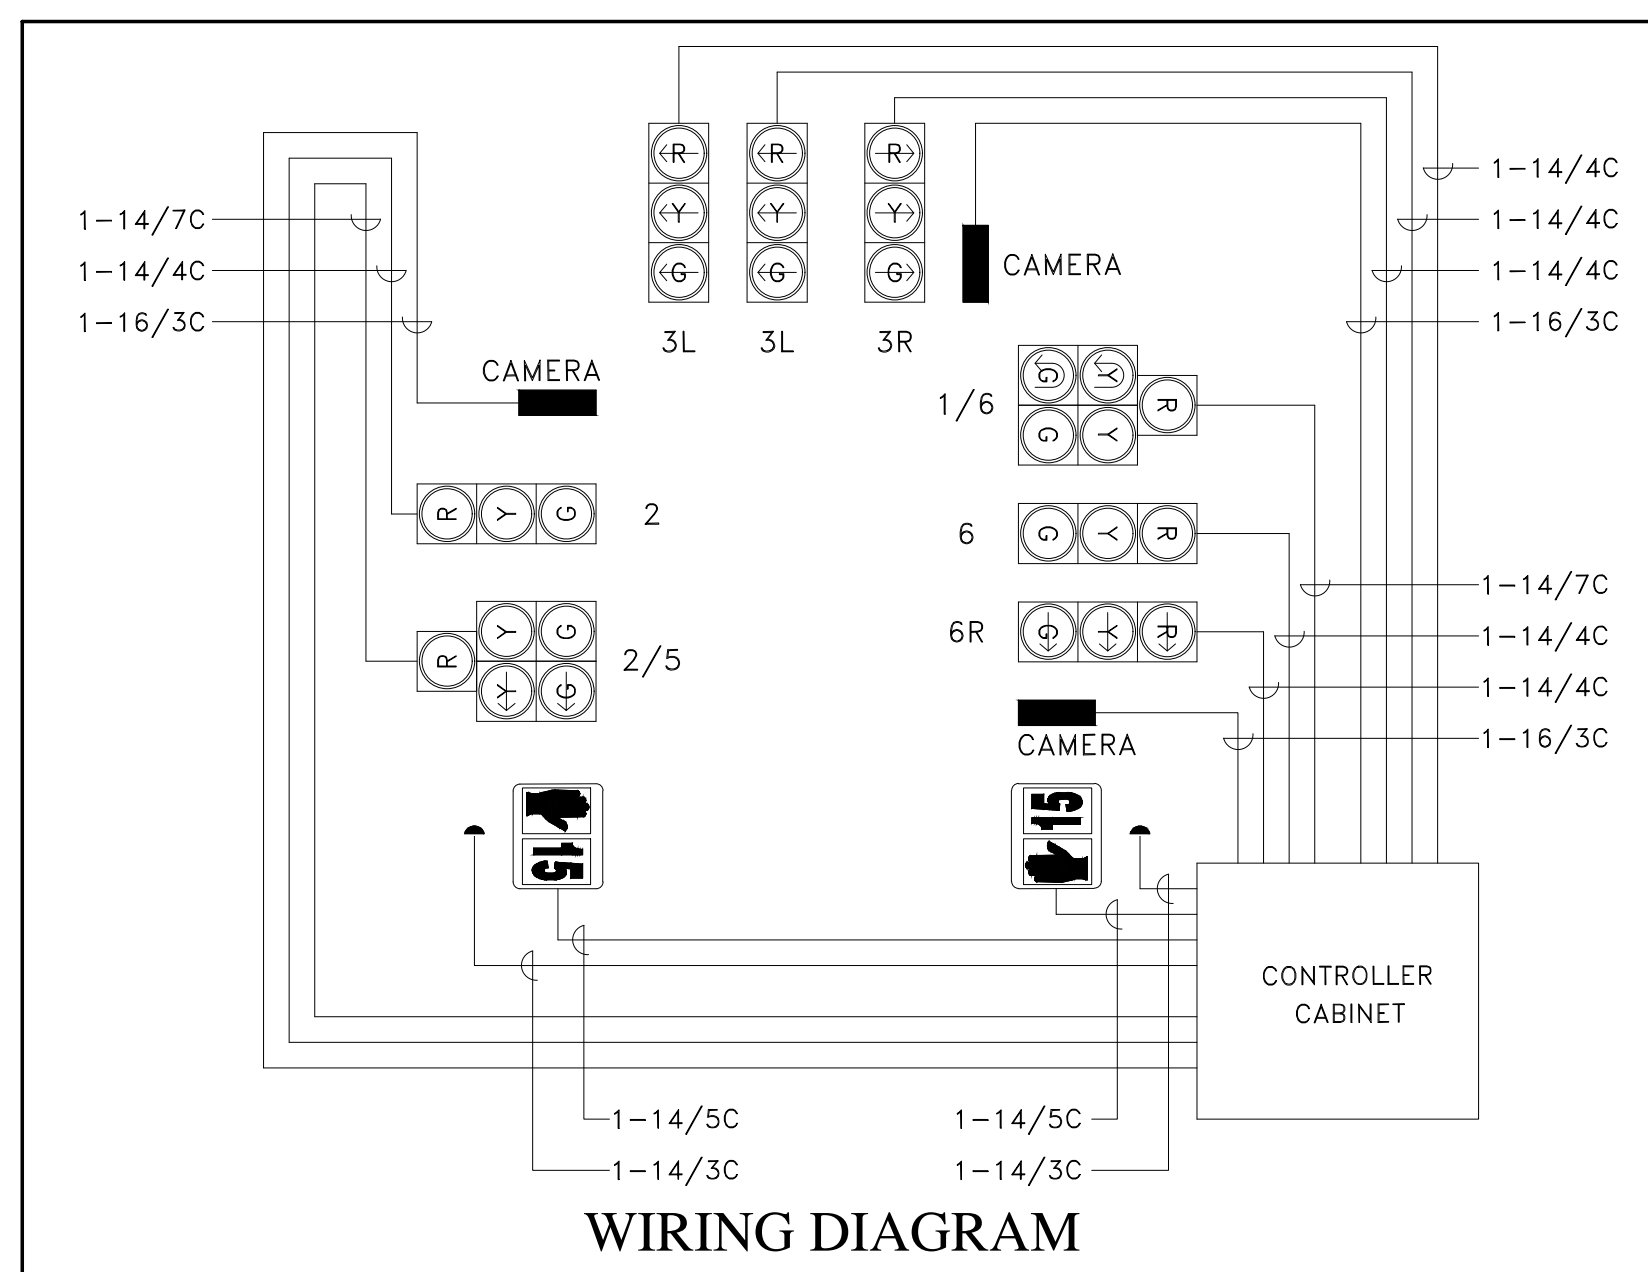 R R R
Y Y Y
G G G
3L 3L 3R
CAMERA
1-14/4C
1-14/4C
1-14/4C
1-16/3C
1-14/7C
1-14/4C
1-16/3C
CAMERA
R Y G 2
Y G
R
Y G
2/5
1/6
G Y
R
G Y
6 G Y R
6R G Y R
CAMERA
1-14/7C
1-14/4C
1-14/4C
1-16/3C
15
15
CONTROLLER
CABINET
1-14/5C
1-14/3C
1-14/5C
1-14/3C
WIRING DIAGRAM